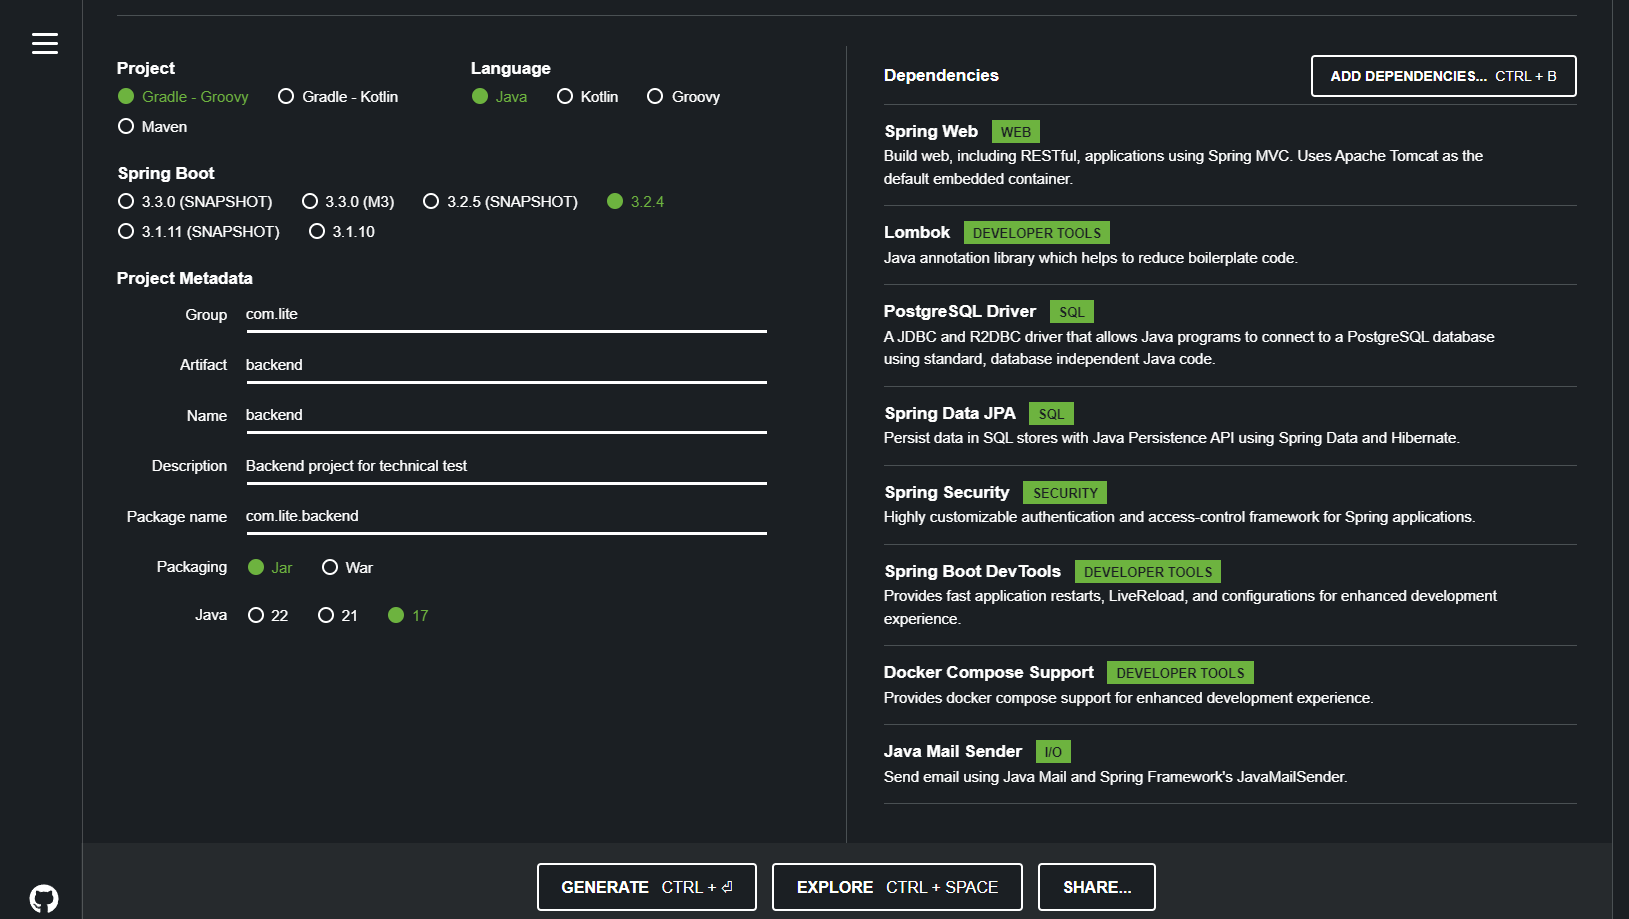 Project
Gradle - Groovy
Gradle - Kotlin
Maven
Language
Java
Kotlin
Groovy
Spring Boot
3.3.0 (SNAPSHOT)
3.3.0 (M3)
3.2.5 (SNAPSHOT)
3.2.4
3.1.11 (SNAPSHOT)
3.1.10
Project Metadata
Group com.lite
Artifact backend
Name backend
Description Backend project for technical test
Package name com.lite.backend
Packaging Jar War
Java 22 21 17
Dependencies
ADD DEPENDENCIES... CTRL + B
Spring Web WEB
Build web, including RESTful, applications using Spring MVC. Uses Apache Tomcat as the
default embedded container.
Lombok DEVELOPER TOOLS
Java annotation library which helps to reduce boilerplate code.
PostgreSQL Driver SQL
A JDBC and R2DBC driver that allows Java programs to connect to a PostgreSQL database
using standard, database independent Java code.
Spring Data JPA SQL
Persist data in SQL stores with Java Persistence API using Spring Data and Hibernate.
Spring Security SECURITY
Highly customizable authentication and access-control framework for Spring applications.
Spring Boot DevTools DEVELOPER TOOLS
Provides fast application restarts, LiveReload, and configurations for enhanced development
experience.
Docker Compose Support DEVELOPER TOOLS
Provides docker compose support for enhanced development experience.
Java Mail Sender I/O
Send email using Java Mail and Spring Framework's JavaMailSender.
GENERATE CTRL + ⏎
EXPLORE CTRL + SPACE
SHARE...